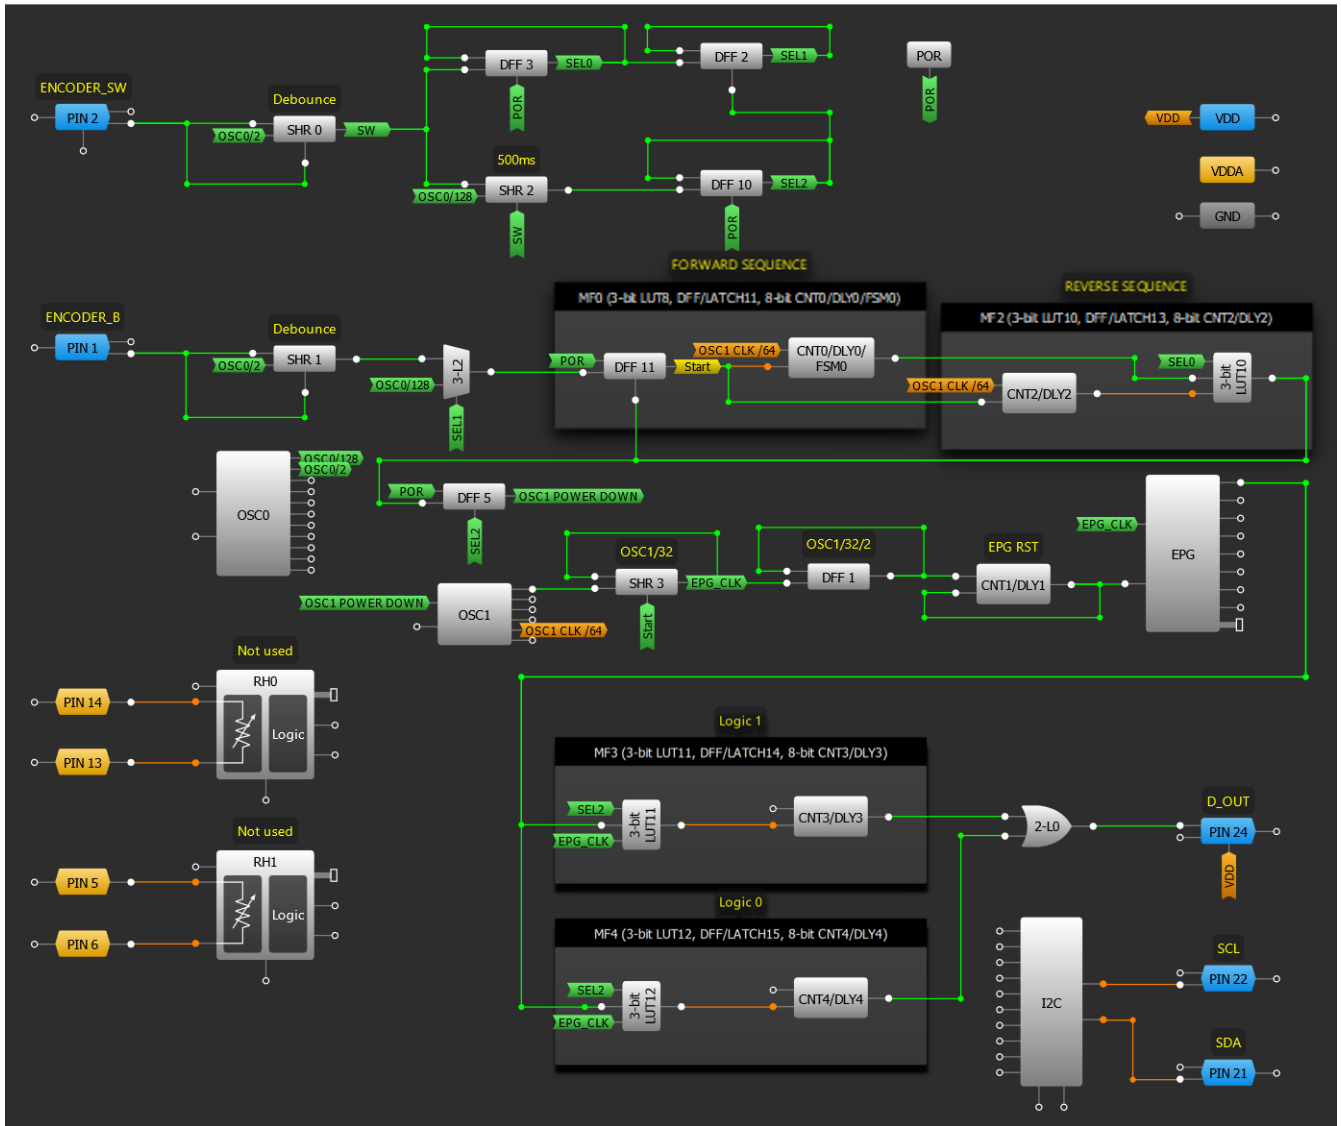 ENCODER_SW
PIN 2
Debounce
OSC0/2
SHR 0
SW
DFF 3
SEL0
POR
DFF 2
SEL1
500ms
OSC0/128
SHR 2
SW
DFF 10
SEL2
POR
POR
POR
VDD
VDD
VDDA
GND
FORWARD SEQUENCE
MF0 (3-bit LUT8, DFF/LATCH11, 8-bit CNT0/DLY0/FSM0)
POR
DFF 11
Start
OSC1 CLK /64
CNT0/DLY0/
FSM0
REVERSE SEQUENCE
MF2 (3-bit LUT10, DFF/LATCH13, 8-bit CNT2/DLY2)
OSC1 CLK /64
CNT2/DLY2
SEL0
3-bit
LUT10
ENCODER_B
PIN 1
Debounce
OSC0/2
SHR 1
OSC0/128
3-L2
SEL1
OSC0
OSC0/128
OSC0/2
POR
DFF 5
OSC1 POWER DOWN
SEL2
OSC1 POWER DOWN
OSC1
OSC1 CLK /64
OSC1/32
SHR 3
EPG_CLK
Start
OSC1/32/2
DFF 1
EPG RST
CNT1/DLY1
EPG_CLK
EPG
Not used
RH0
Logic
PIN 14
PIN 13
Not used
RH1
Logic
PIN 5
PIN 6
Logic 1
MF3 (3-bit LUT11, DFF/LATCH14, 8-bit CNT3/DLY3)
SEL2
EPG_CLK
3-bit
LUT11
CNT3/DLY3
Logic 0
MF4 (3-bit LUT12, DFF/LATCH15, 8-bit CNT4/DLY4)
SEL2
EPG_CLK
3-bit
LUT12
CNT4/DLY4
2-L0
D_OUT
PIN 24
VDD
I2C
SCL
PIN 22
SDA
PIN 21